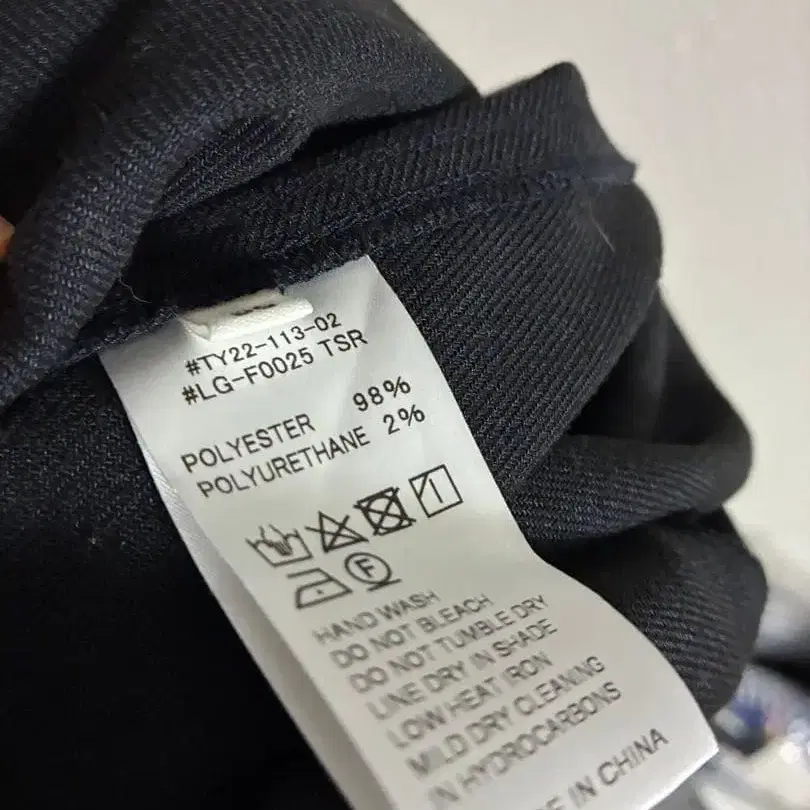 #TY22-113-02
#LG-F0025 TSR
POLYESTER 98%
POLYURETHANE 2%
F
HAND WASH
DO NOT BLEACH
DO NOT TUMBLE DRY
LINE DRY IN SHADE
LOW HEAT IRON
MILD DRY CLEANING
IN HYDROCARBONS
IN CHINA